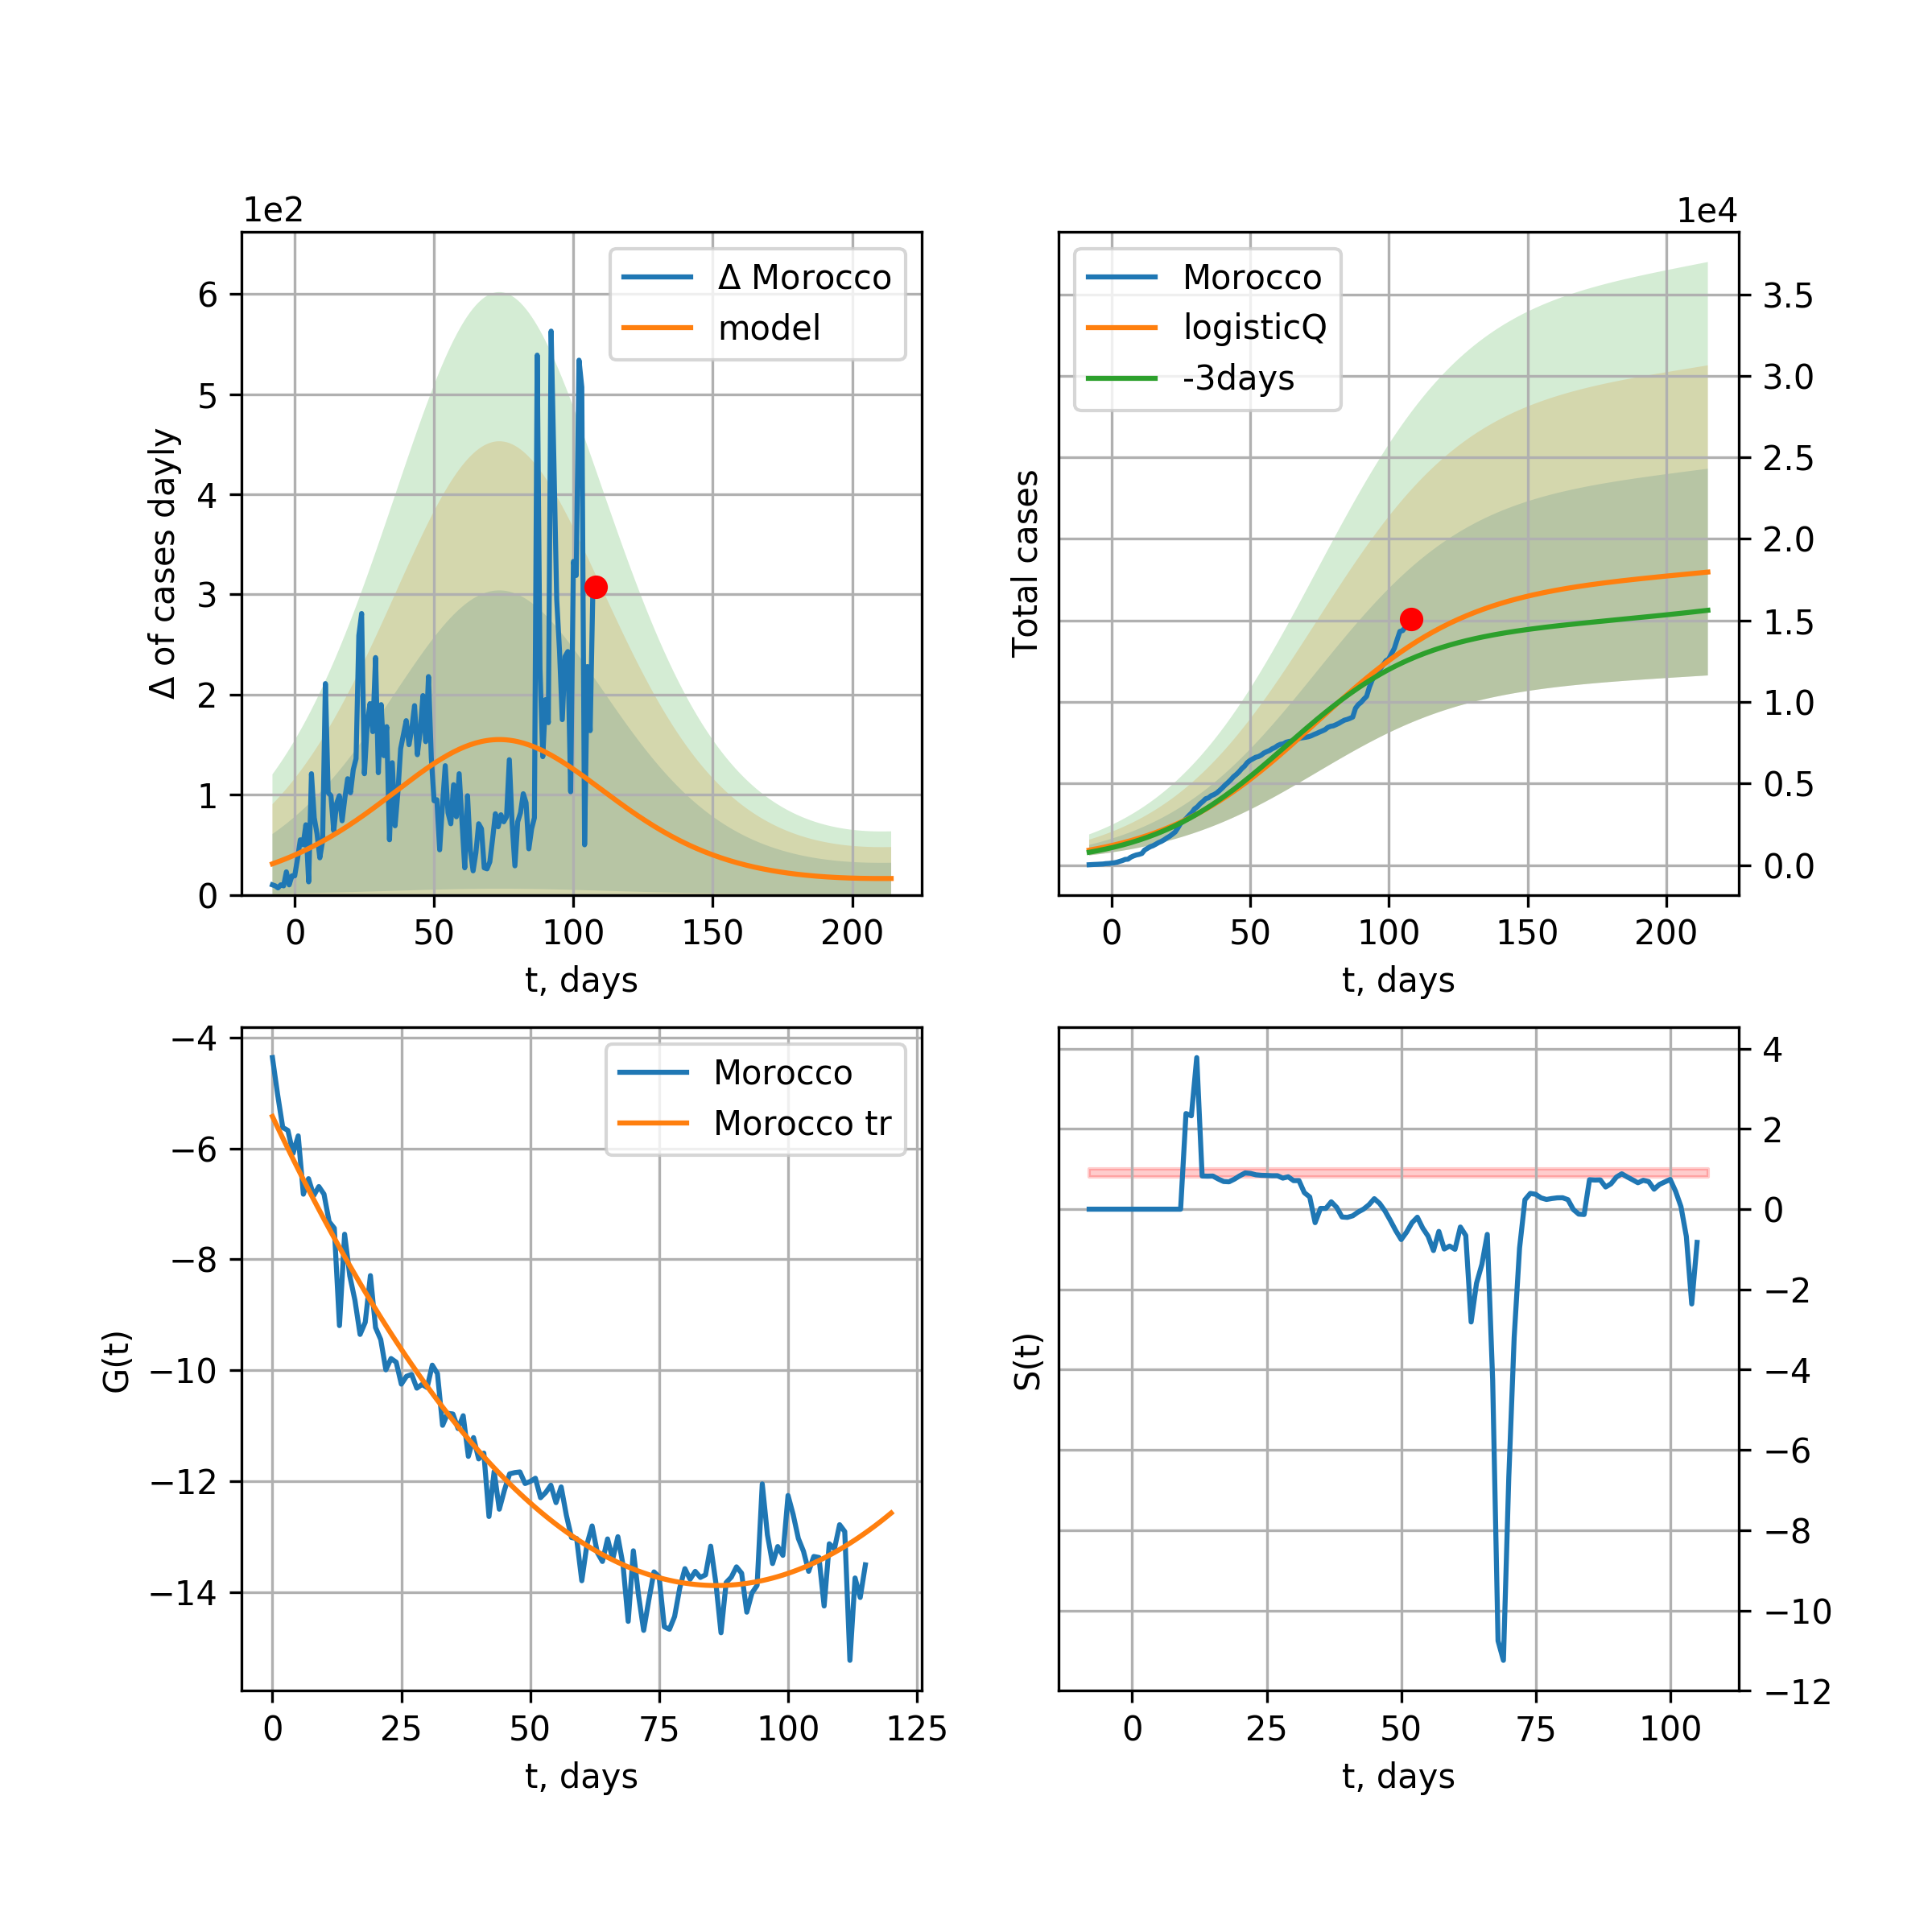 1e2
Δ of cases dayly
6
5
4
3
2
1
0
Δ Morocco
model
0 50 100 150 200
t, days
1e4
Total cases
Morocco
logisticQ
-3days
3.5
3.0
2.5
2.0
1.5
1.0
0.5
0.0
0 50 100 150 200
t, days
G(t)
−4
−6
−8
−10
−12
−14
Morocco
Morocco tr
0 25 50 75 100 125
t, days
S(t)
4
2
0
−2
−4
−6
−8
−10
−12
0 25 50 75 100
t, days